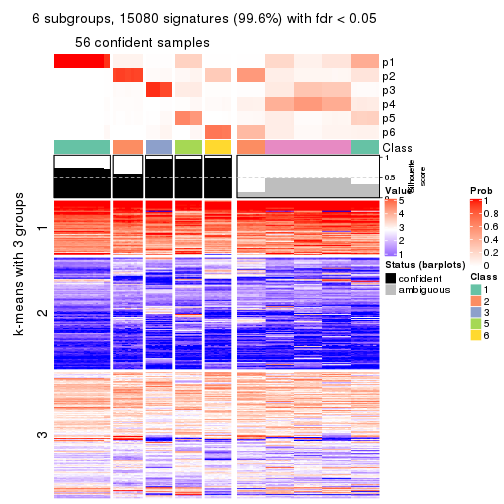 6 subgroups, 15080 signatures (99.6%) with fdr < 0.05
56 confident samples
p1
p2
p3
p4
p5
p6
Class
1
0.5
0
Silhouette
score
k-means with 3 groups
1
2
3
Value
5
4
3
2
1
Status (barplots)
confident
ambiguous
Prob
1
0.8
0.6
0.4
0.2
0
Class
1
2
3
5
6